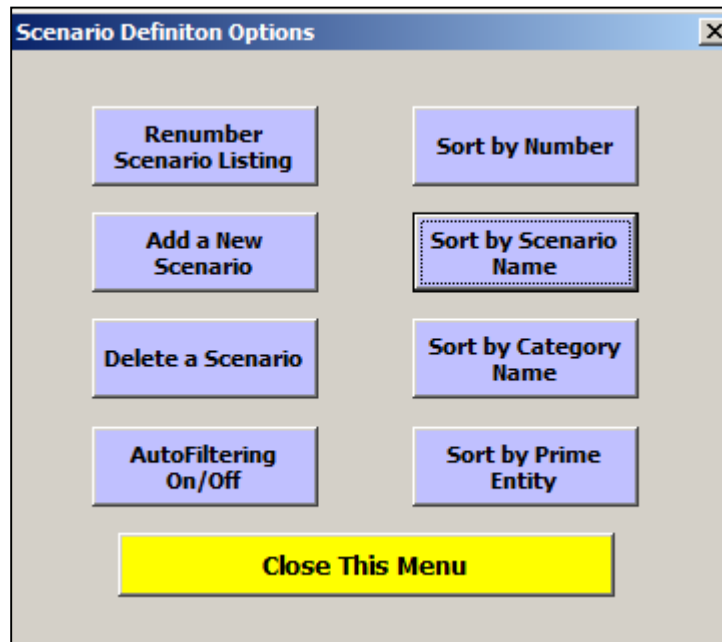 Scenario Definiton Options
Renumber
Scenario Listing
Sort by Number
Add a New
Scenario
Sort by Scenario
Name
Delete a Scenario
Sort by Category
Name
AutoFiltering
On/Off
Sort by Prime
Entity
Close This Menu